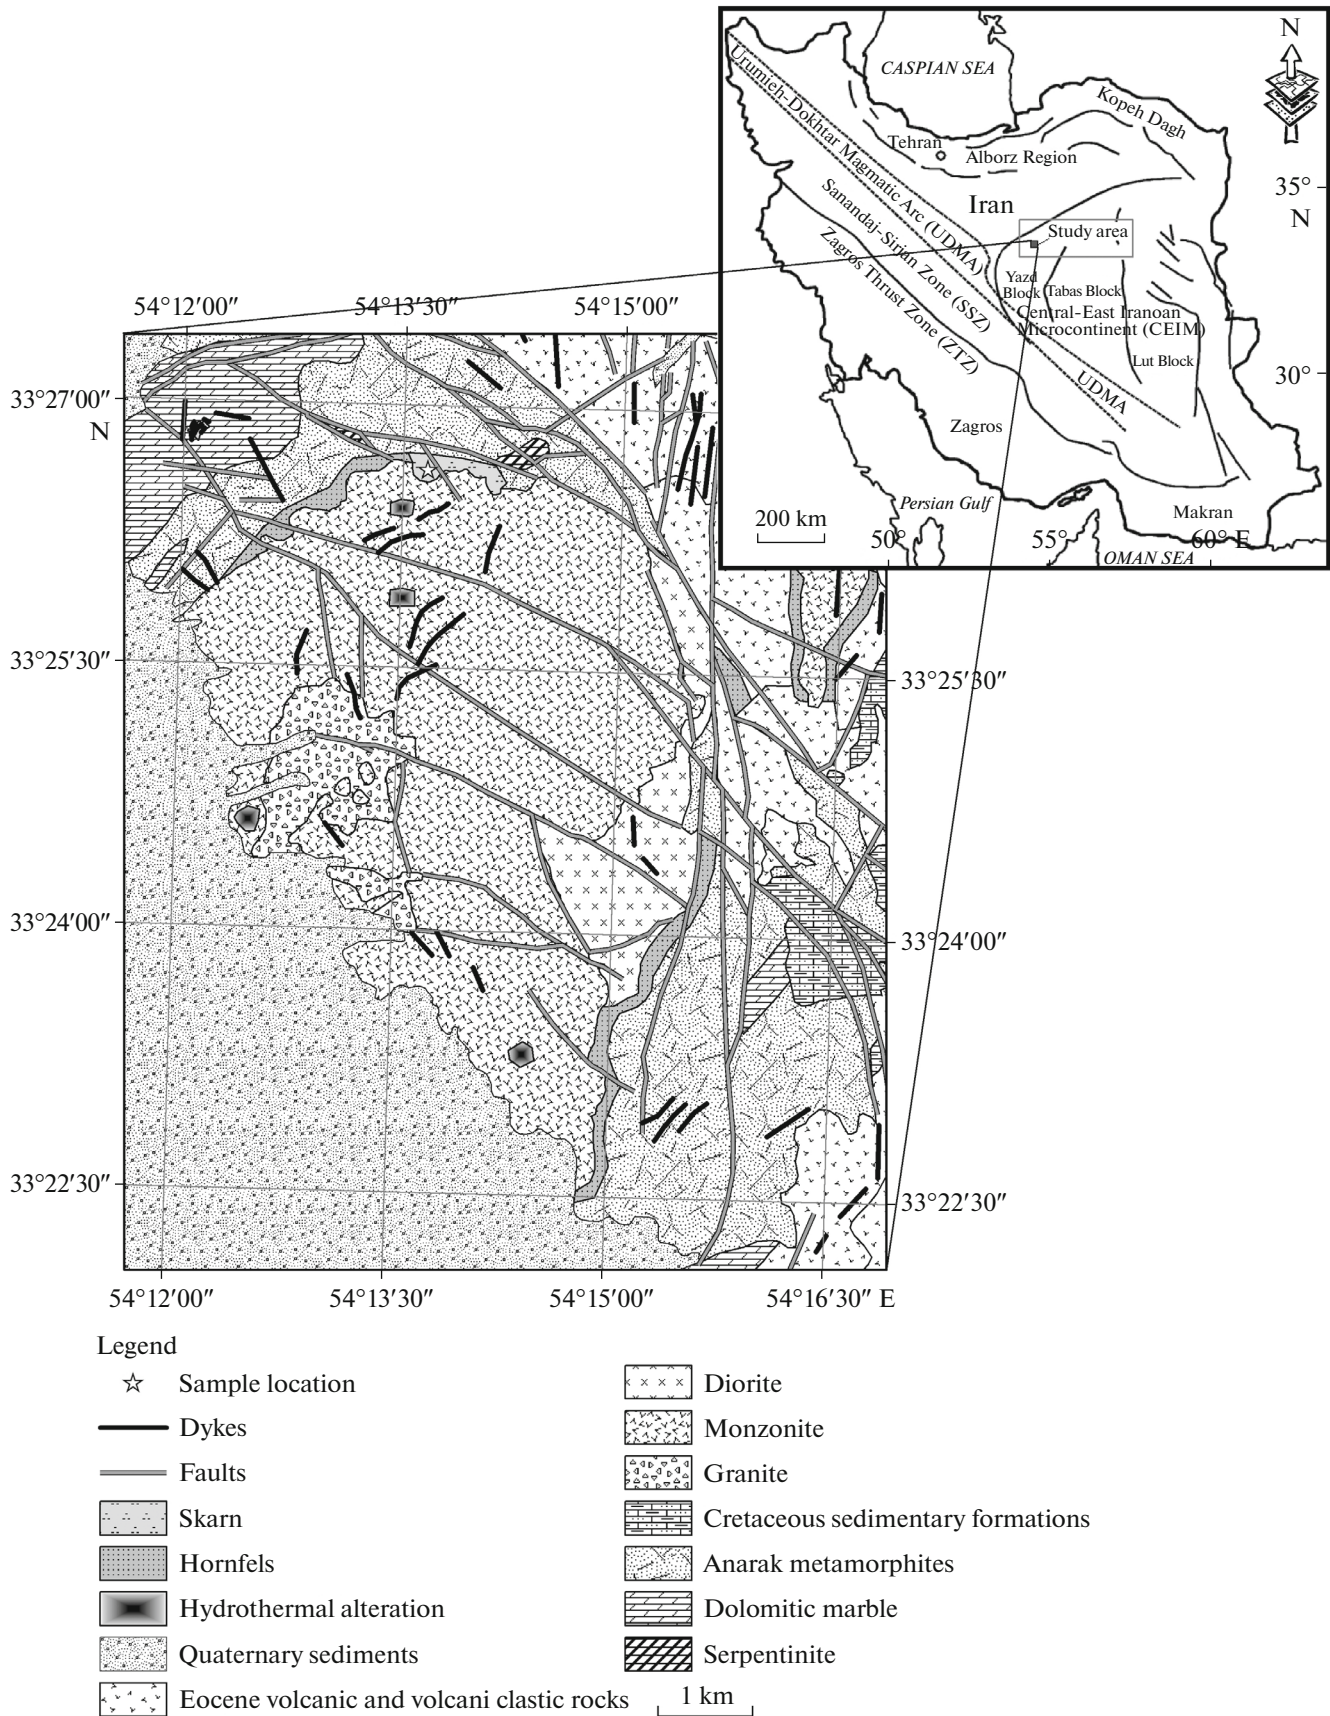 N
CASPIAN SEA
Urumieh-Dokhtar Magmatic Arc (UDMA)
Kopeh Dagh
Tehran
Alborz Region
35°
N
Iran
Sanandaj-Sirjan Zone (SSZ)
Zagros Thrust Zone (ZTZ)
Study area
Yazd
Block
Tabas Block
Central-East Iranoan
Microcontinent (CEIM)
Lut Block
30°
UDMA
Zagros
Persian Gulf
Makran
200 km
50°
55°
60° E
OMAN SEA
54°12′00″
54°13′30″
54°15′00″
33°27′00″
N
33°25′30″
33°25′30″
33°24′00″
33°24′00″
33°22′30″
33°22′30″
54°12′00″
54°13′30″
54°15′00″
54°16′30″ E
Legend
Sample location
Dykes
Faults
Skarn
Hornfels
Hydrothermal alteration
Quaternary sediments
Eocene volcanic and volcani clastic rocks
Diorite
Monzonite
Granite
Cretaceous sedimentary formations
Anarak metamorphites
Dolomitic marble
Serpentinite
1 km